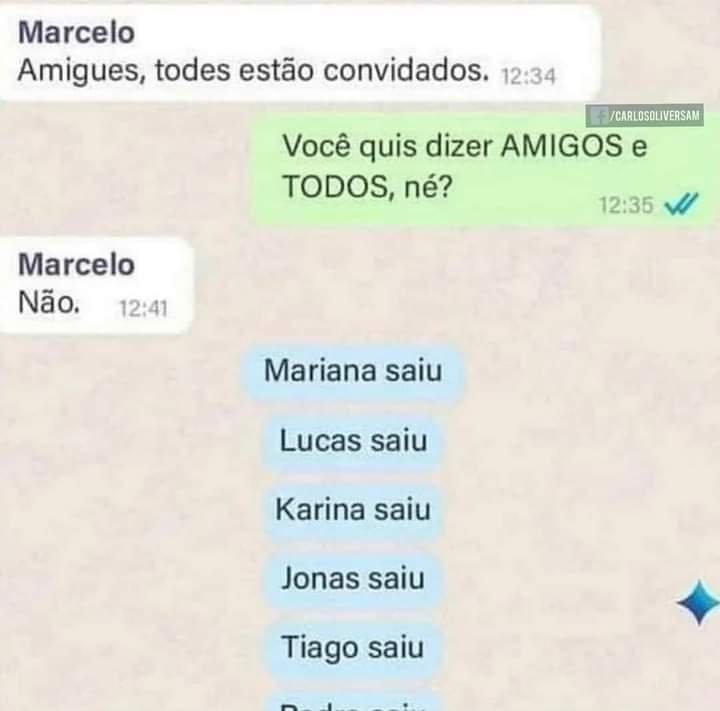 Marcelo
Amigues, todes estão convidados. 12:34
f /CARLOSOLIVERSAM
Você quis dizer AMIGOS e
TODOS, né?
12:35
Marcelo
Não. 12:41
Mariana saiu
Lucas saiu
Karina saiu
Jonas saiu
Tiago saiu